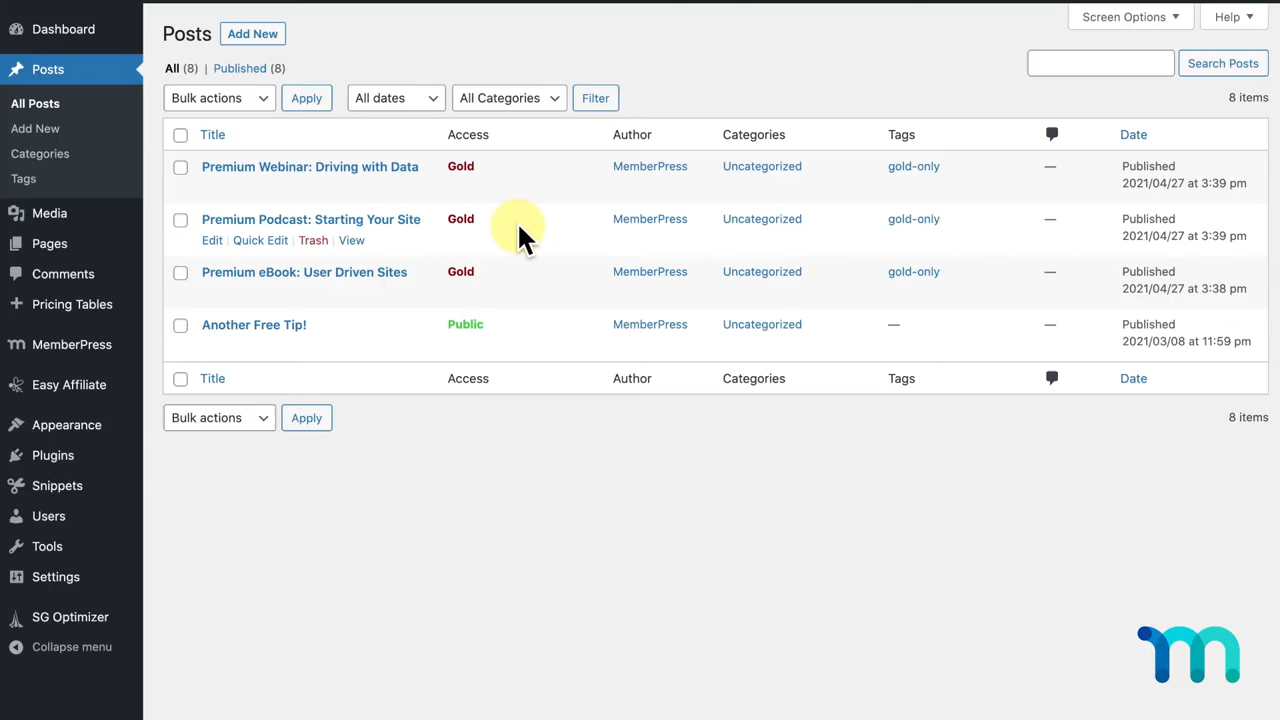 Screen Options Help
Dashboard
Posts Add New
Posts
All (8) | Published (8)
Search Posts
Bulk actions Apply All dates All Categories Filter 8 items
All Posts
Add New
Categories
Tags
Media
Pages
Comments
Pricing Tables
MemberPress
Easy Affiliate
Appearance
Plugins
Snippets
Users
Tools
Settings
SG Optimizer
Collapse menu
Title Access Author Categories Tags Date
Premium Webinar: Driving with Data Gold MemberPress Uncategorized gold-only — Published
2021/04/27 at 3:39 pm
Premium Podcast: Starting Your Site Gold MemberPress Uncategorized gold-only — Published
Edit | Quick Edit | Trash | View 2021/04/27 at 3:39 pm
Premium eBook: User Driven Sites Gold MemberPress Uncategorized gold-only — Published
2021/04/27 at 3:38 pm
Another Free Tip! Public MemberPress Uncategorized — — Published
2021/03/08 at 11:59 pm
Title Access Author Categories Tags Date
Bulk actions Apply 8 items